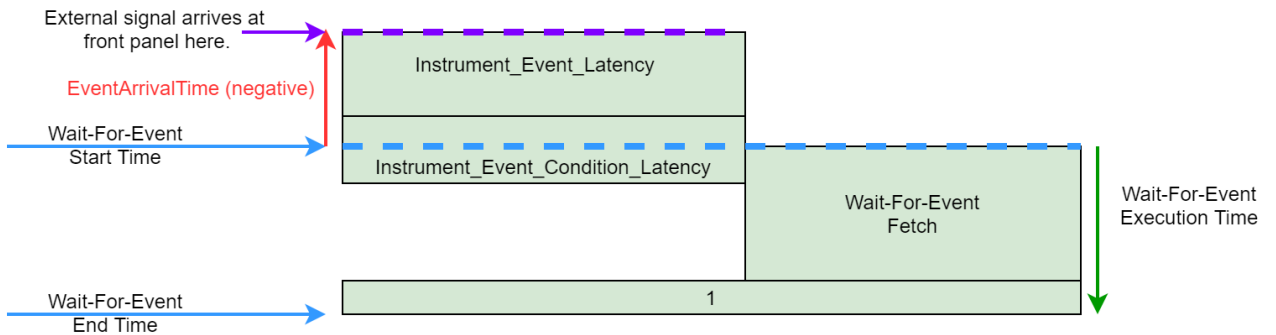 External signal arrives at
front panel here.
Instrument_Event_Latency
EventArrivalTime (negative)
Wait-For-Event
Start Time
Instrument_Event_Condition_Latency
Wait-For-Event
Fetch
Wait-For-Event
Execution Time
1
Wait-For-Event
End Time